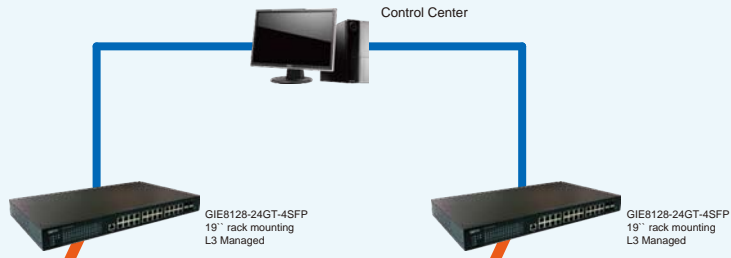 Control Center
GIE8128-24GT-4SFP
19`` rack mounting
L3 Managed
GIE8128-24GT-4SFP
19`` rack mounting
L3 Managed